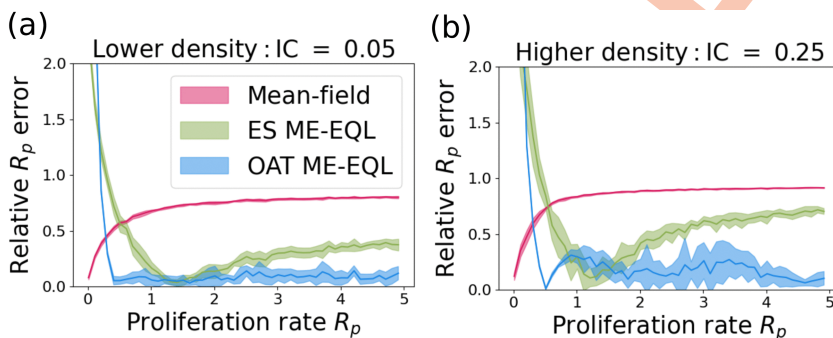 (a)
Lower density : IC = 0.05
2.0
1.5
1.0
0.5
0.0
Relative Rₚ error
Mean-field
ES ME-EQL
OAT ME-EQL
0 1 2 3 4 5
Proliferation rate Rₚ
(b)
Higher density : IC = 0.25
2.0
1.5
1.0
0.5
0.0
Relative Rₚ error
0 1 2 3 4 5
Proliferation rate Rₚ